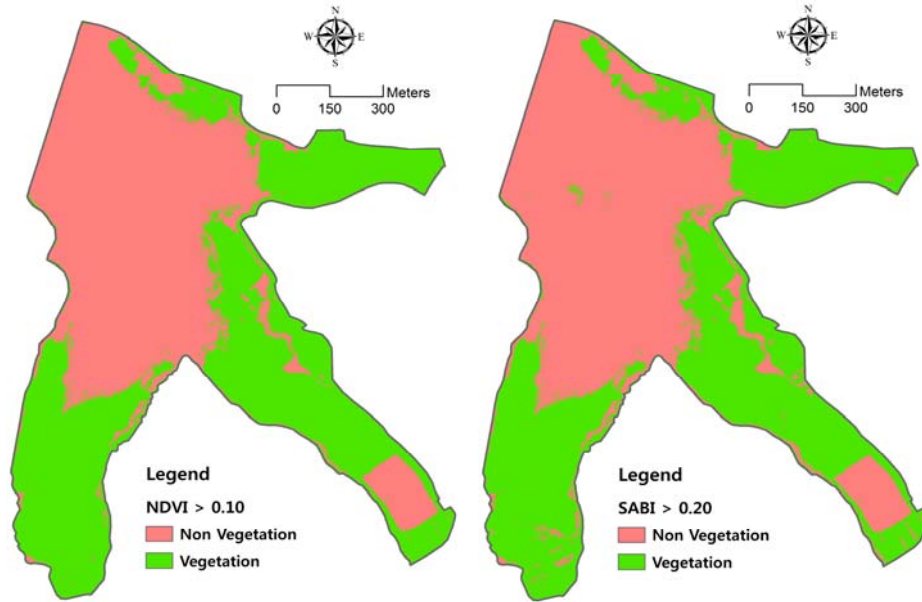 N
W E
S
Meters
0 150 300
Legend
NDVI > 0.10
Non Vegetation
Vegetation
N
W E
S
Meters
0 150 300
Legend
SABI > 0.20
Non Vegetation
Vegetation